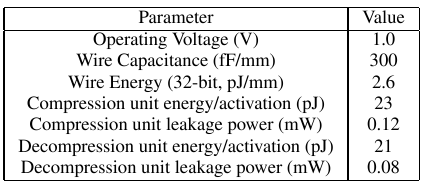 Parameter Value
Operating Voltage (V) 1.0
Wire Capacitance (fF/mm) 300
Wire Energy (32-bit, pJ/mm) 2.6
Compression unit energy/activation (pJ) 23
Compression unit leakage power (mW) 0.12
Decompression unit energy/activation (pJ) 21
Decompression unit leakage power (mW) 0.08